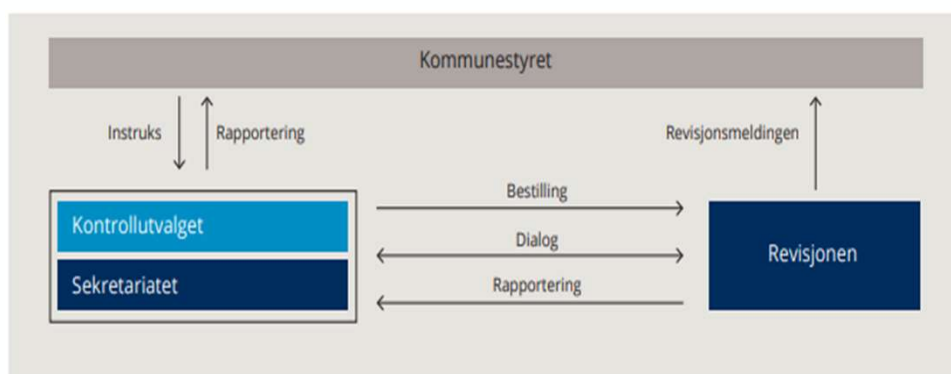 Kommunestyret
Instruks
Rapportering
Revisjonsmeldingen
Kontrollutvalget
Sekretariatet
Bestilling
Dialog
Rapportering
Revisjonen